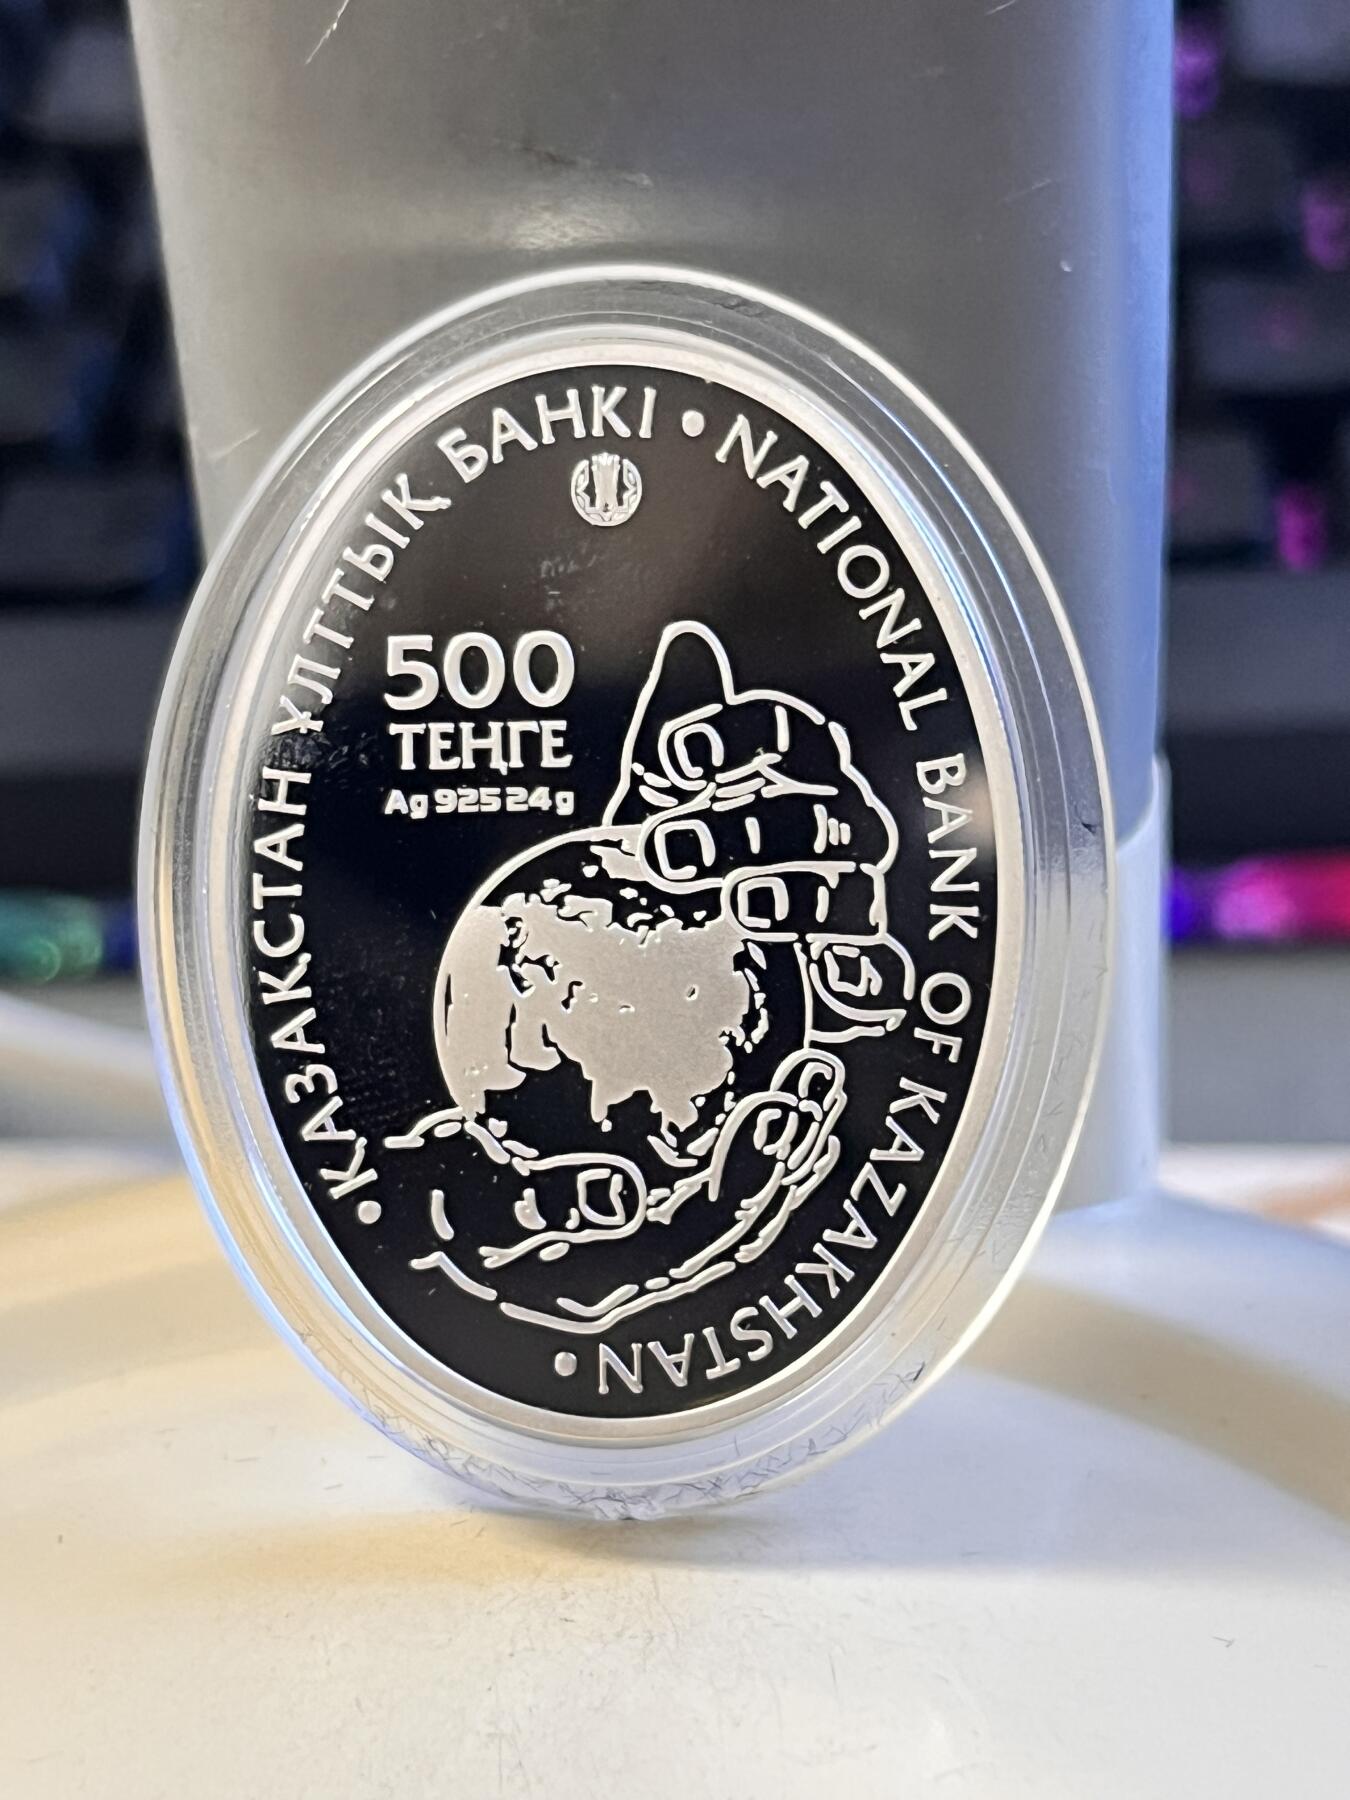 • ҚАЗАҚСТАН ҰЛТТЫҚ БАНКІ • NATIONAL BANK OF KAZAKHSTAN •
500
ТЕҢГЕ
Ag 925 24 g